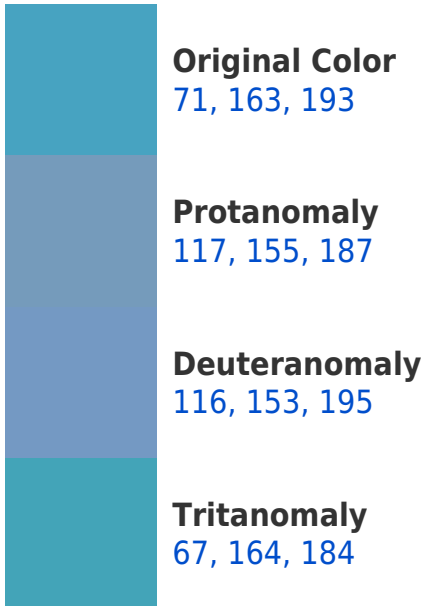 Original Color
71, 163, 193
Protanomaly
117, 155, 187
Deuteranomaly
116, 153, 195
Tritanomaly
67, 164, 184